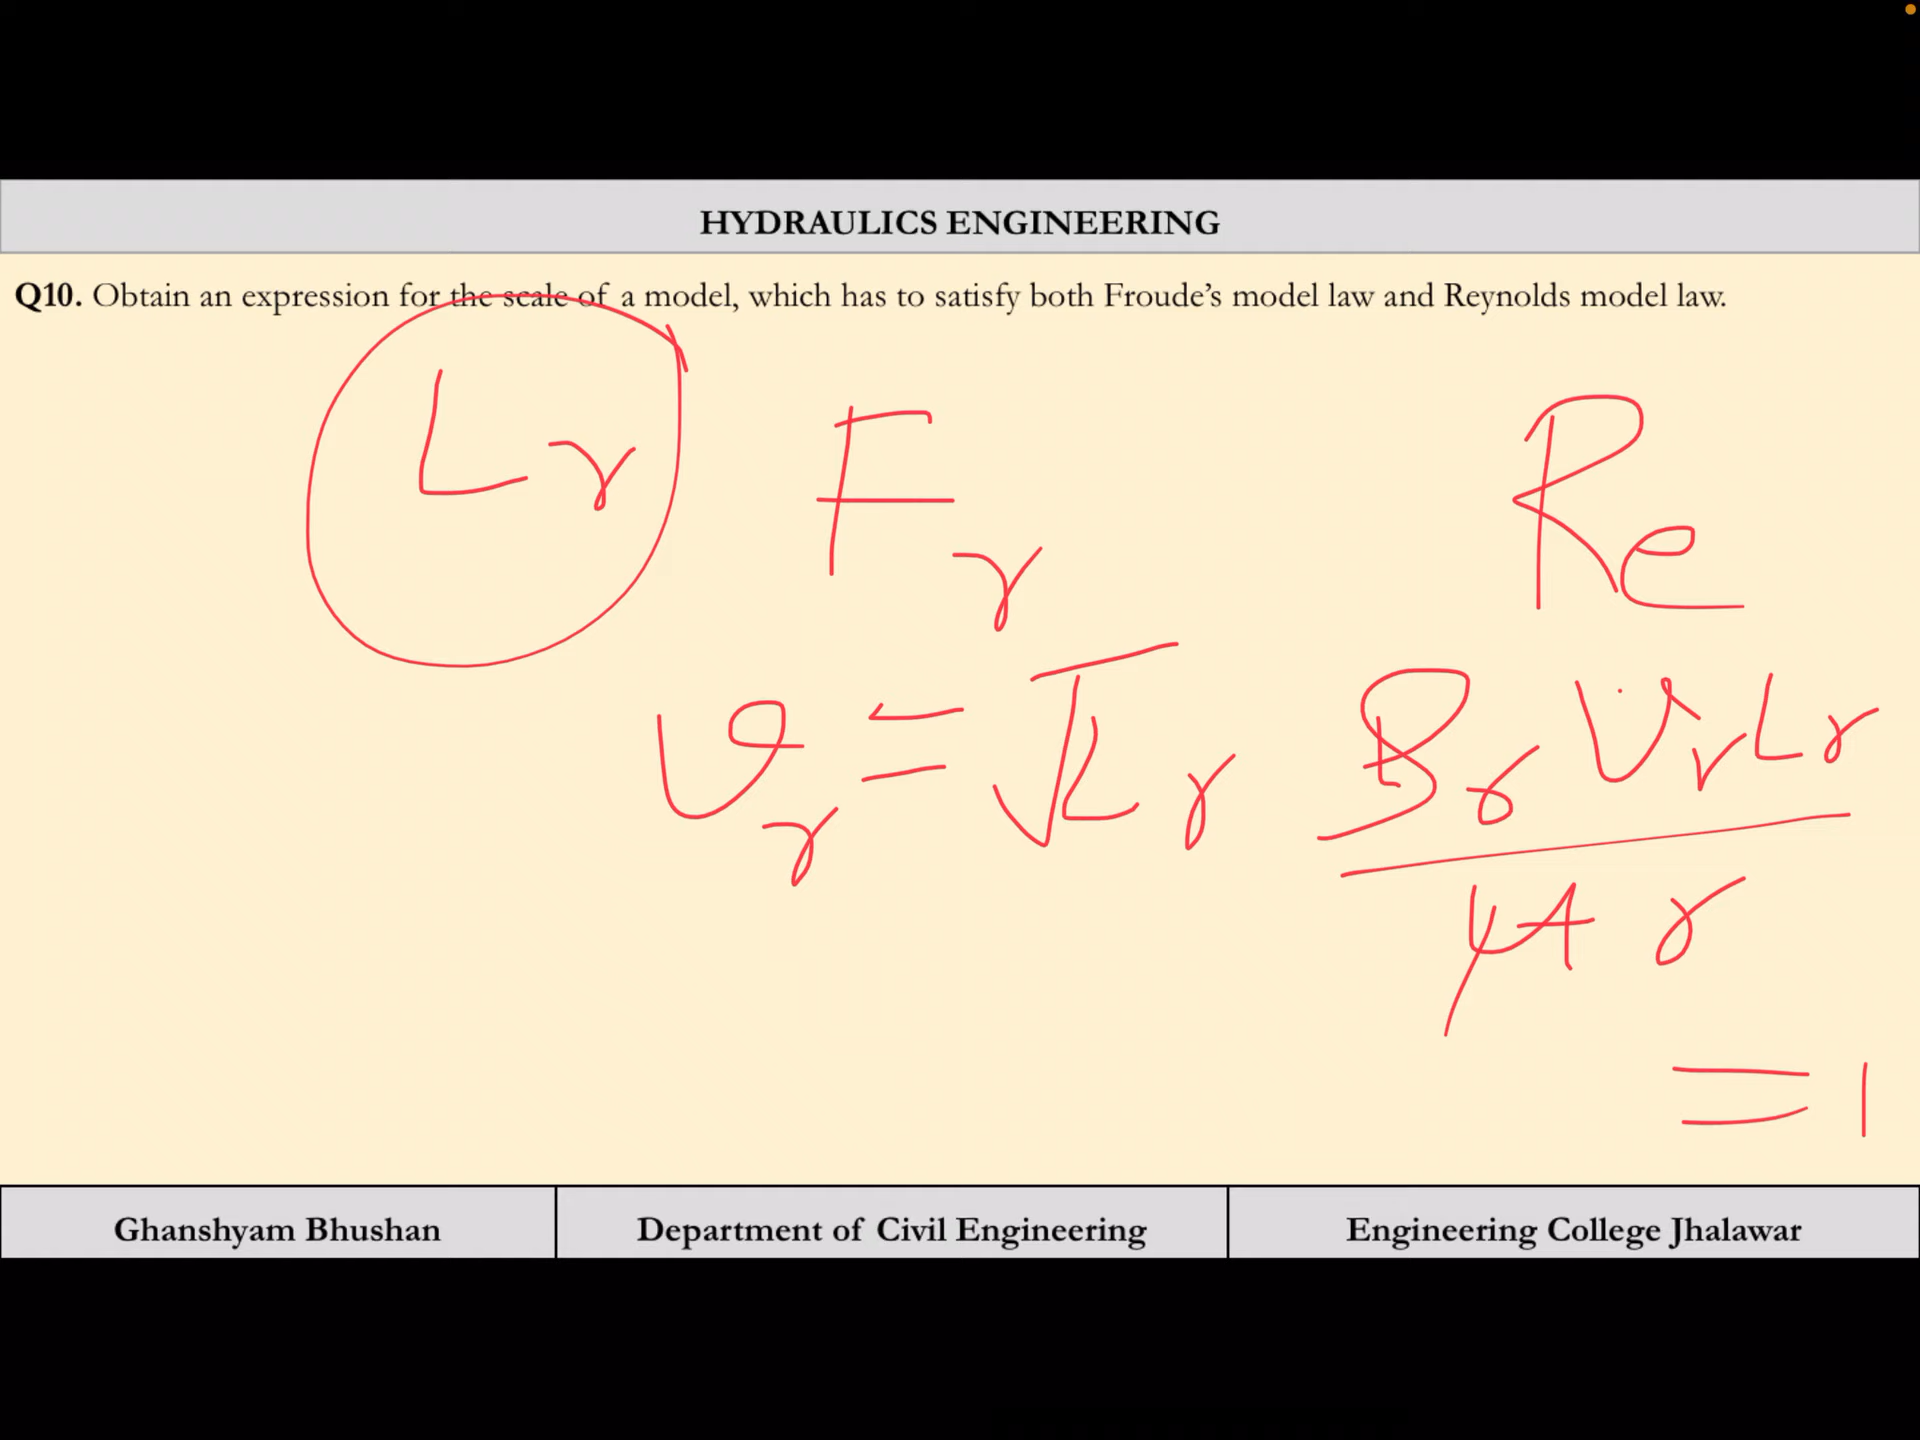 HYDRAULICS ENGINEERING
Q10. Obtain an expression for the scale of a model, which has to satisfy both Froude's model law and Reynolds model law.
Lr Fr Re
Vr = √Lr
Vr Lr
r
= 1
Ghanshyam Bhushan Department of Civil Engineering Engineering College Jhalawar